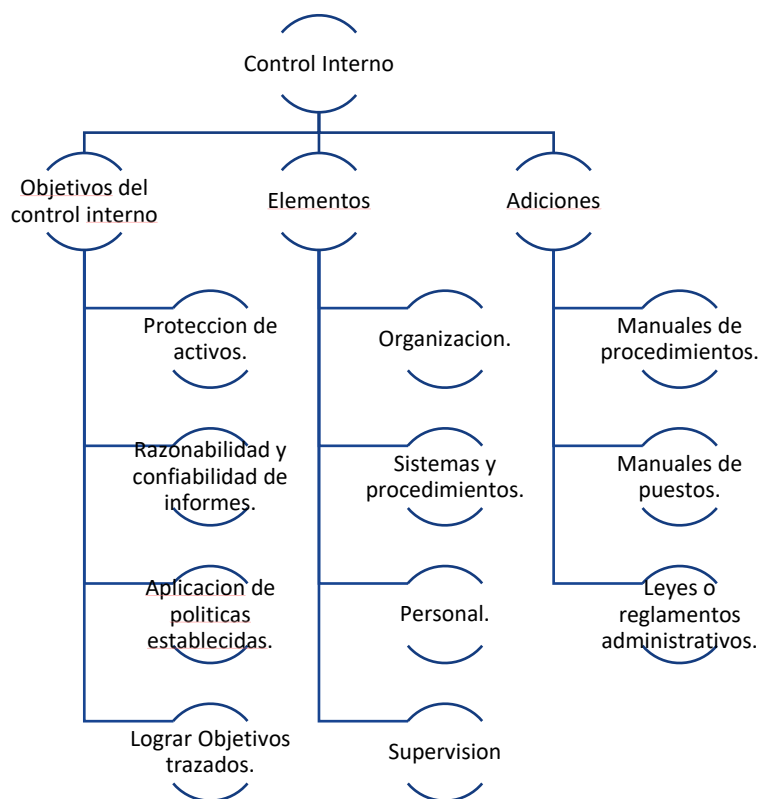 Control Interno
Objetivos del
control interno
Elementos
Adiciones
Proteccion de
activos.
Organizacion.
Manuales de
procedimientos.
Razonabilidad y
confiabilidad de
informes.
Sistemas y
procedimientos.
Manuales de
puestos.
Aplicacion de
politicas
establecidas.
Personal.
Leyes o
reglamentos
administrativos.
Lograr Objetivos
trazados.
Supervision